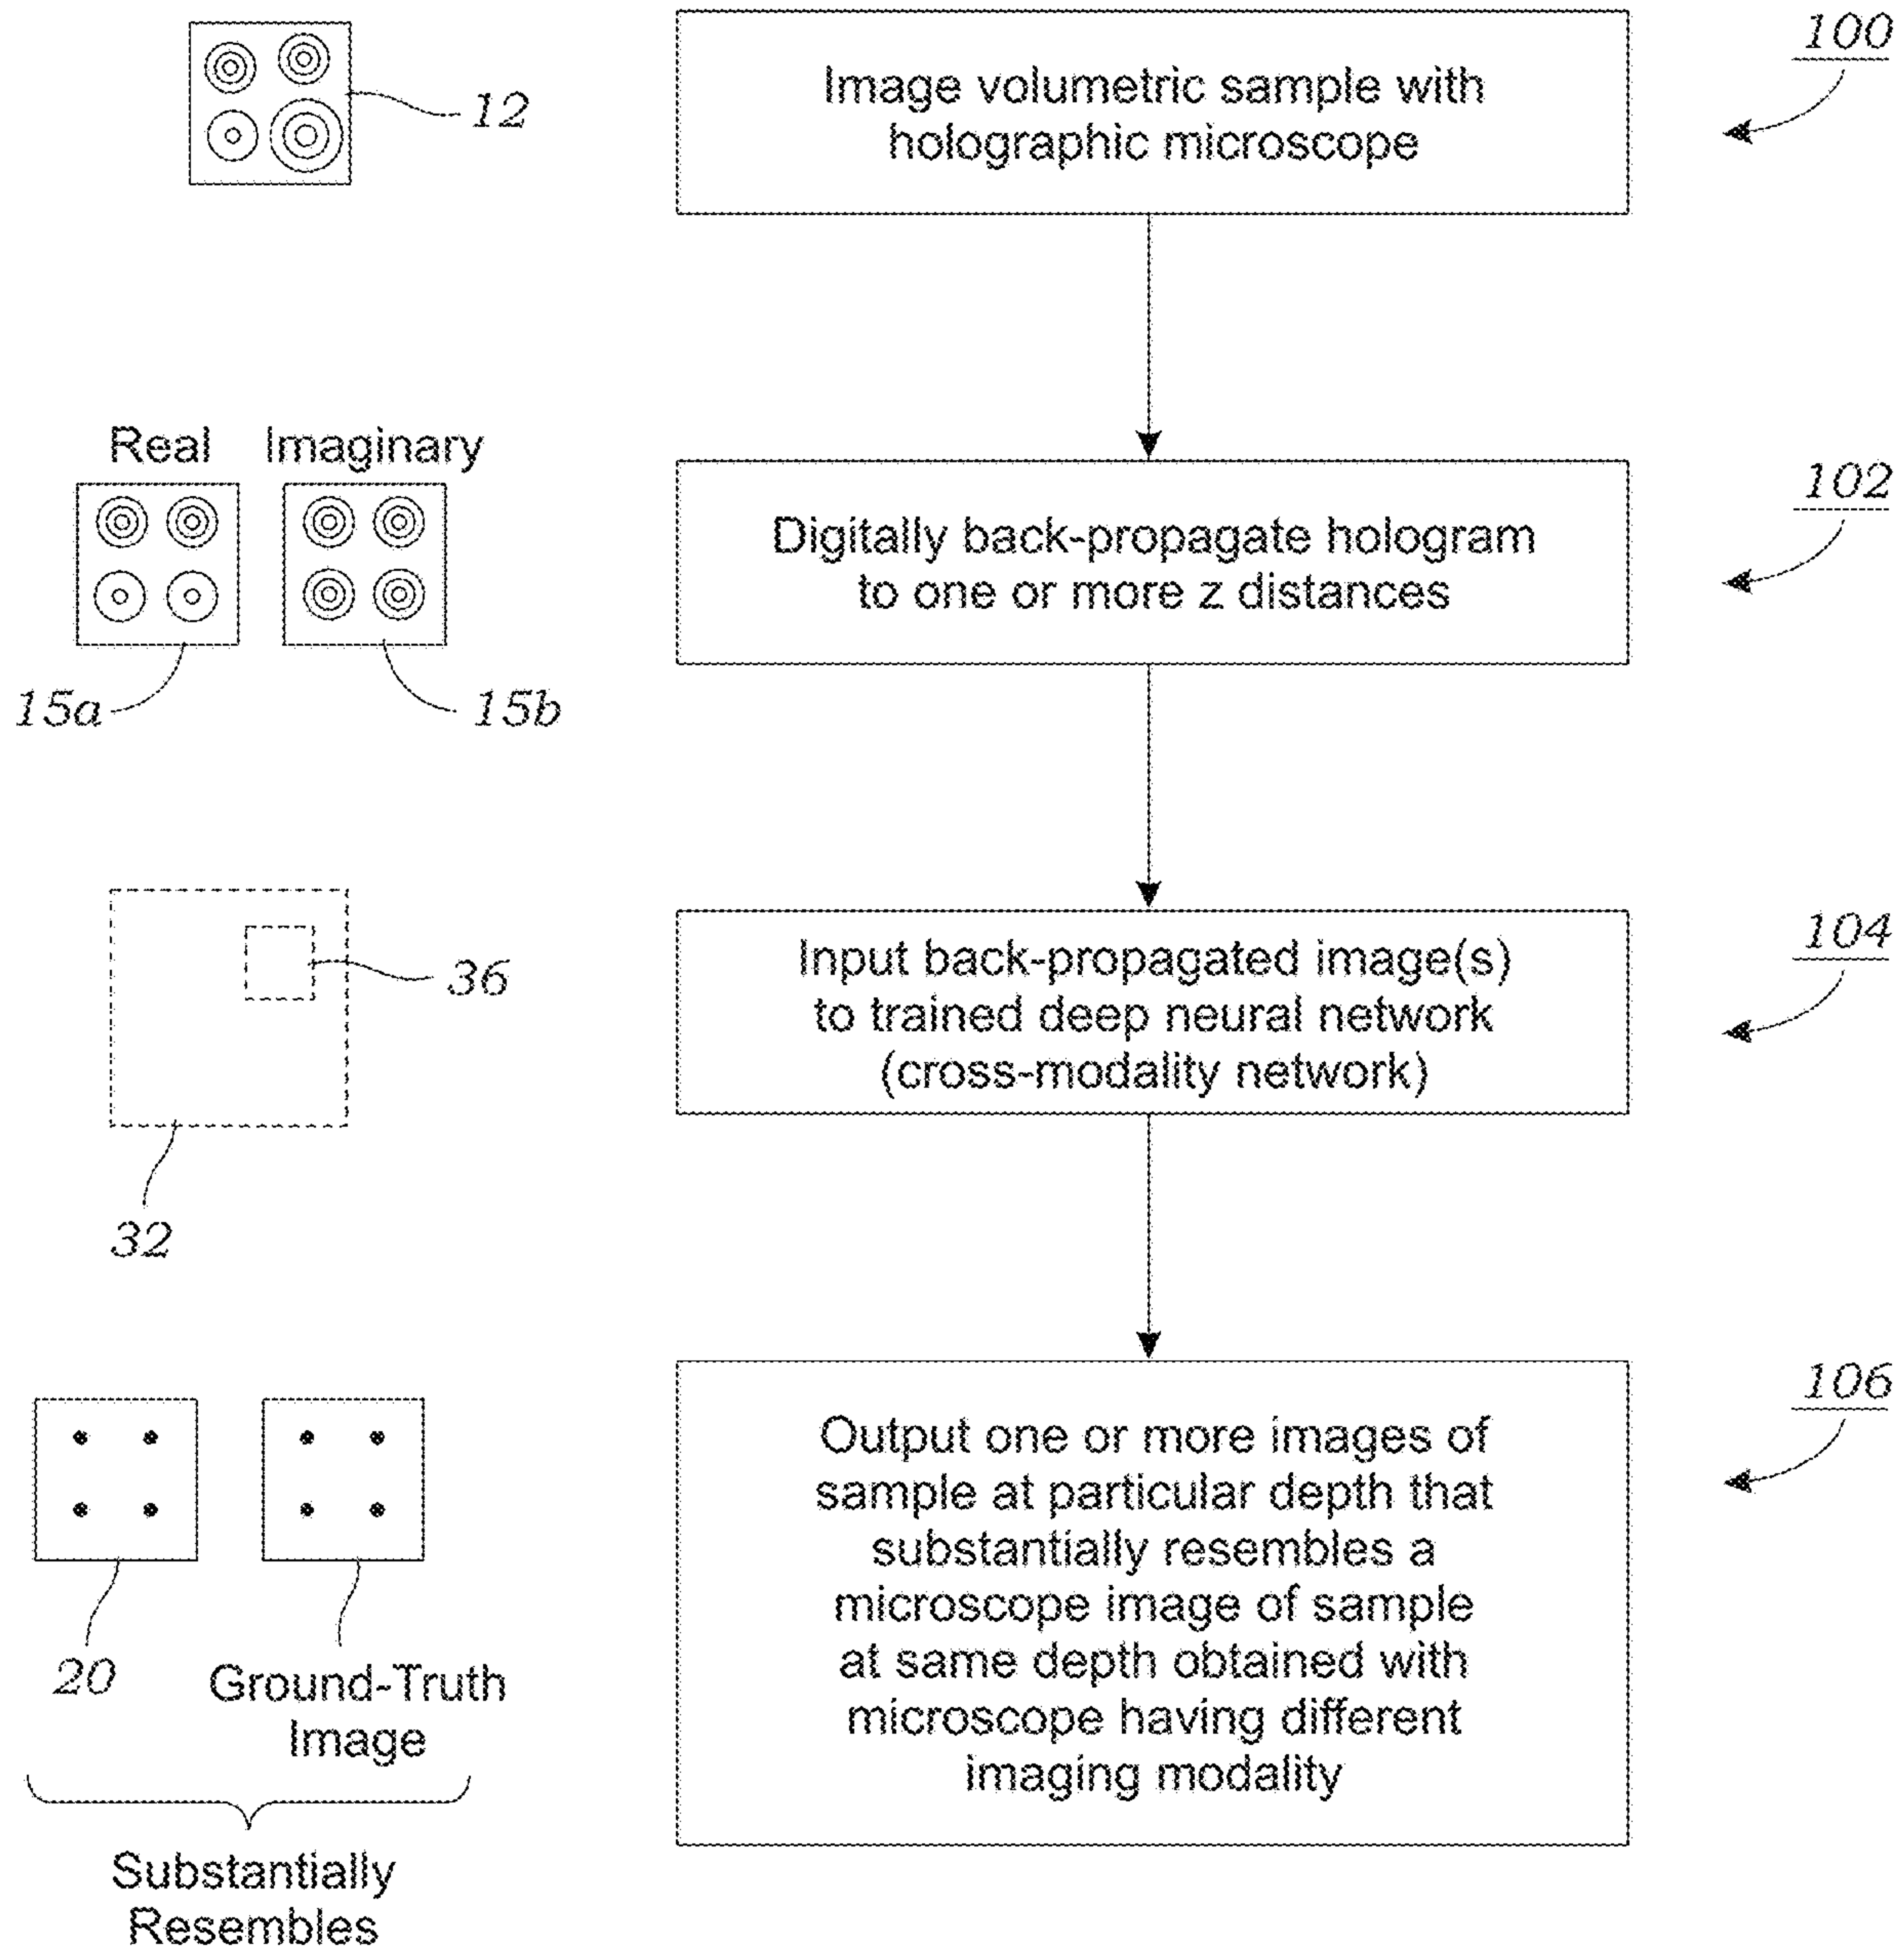 100
Image volumetric sample with
holographic microscope
12
102
Real Imaginary
Digitally back-propagate hologram
to one or more z distances
15a
15b
104
Input back-propagated image(s)
to trained deep neural network
(cross-modality network)
36
32
106
Output one or more images of
sample at particular depth that
substantially resembles a
microscope image of sample
at same depth obtained with
microscope having different
imaging modality
20
Ground-Truth
Image
Substantially
Resembles